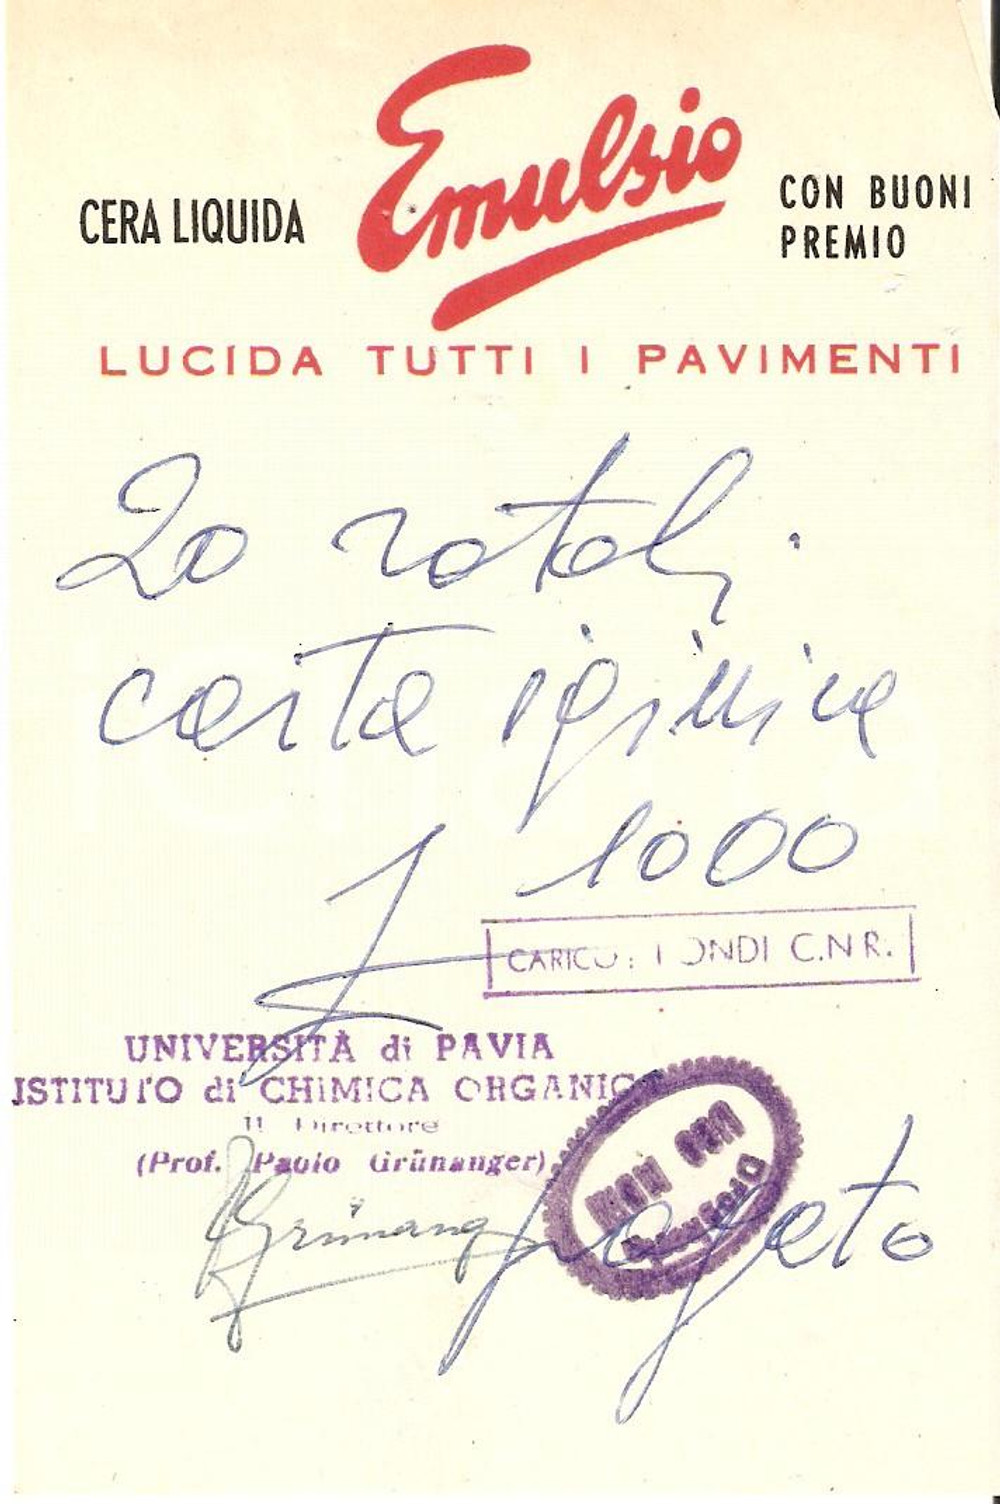 CERA LIQUIDA
Emulsio
CON BUONI
PREMIO
LUCIDA TUTTI I PAVIMENTI
20 rotoli
carta igienica
£ 1000
CARICO: FONDI C.N.R.
UNIVERSITÀ di PAVIA
ISTITUTO di CHIMICA ORGANICA
Il Direttore
(Prof. Paolo Grünanger)
PGrünanger
pagato